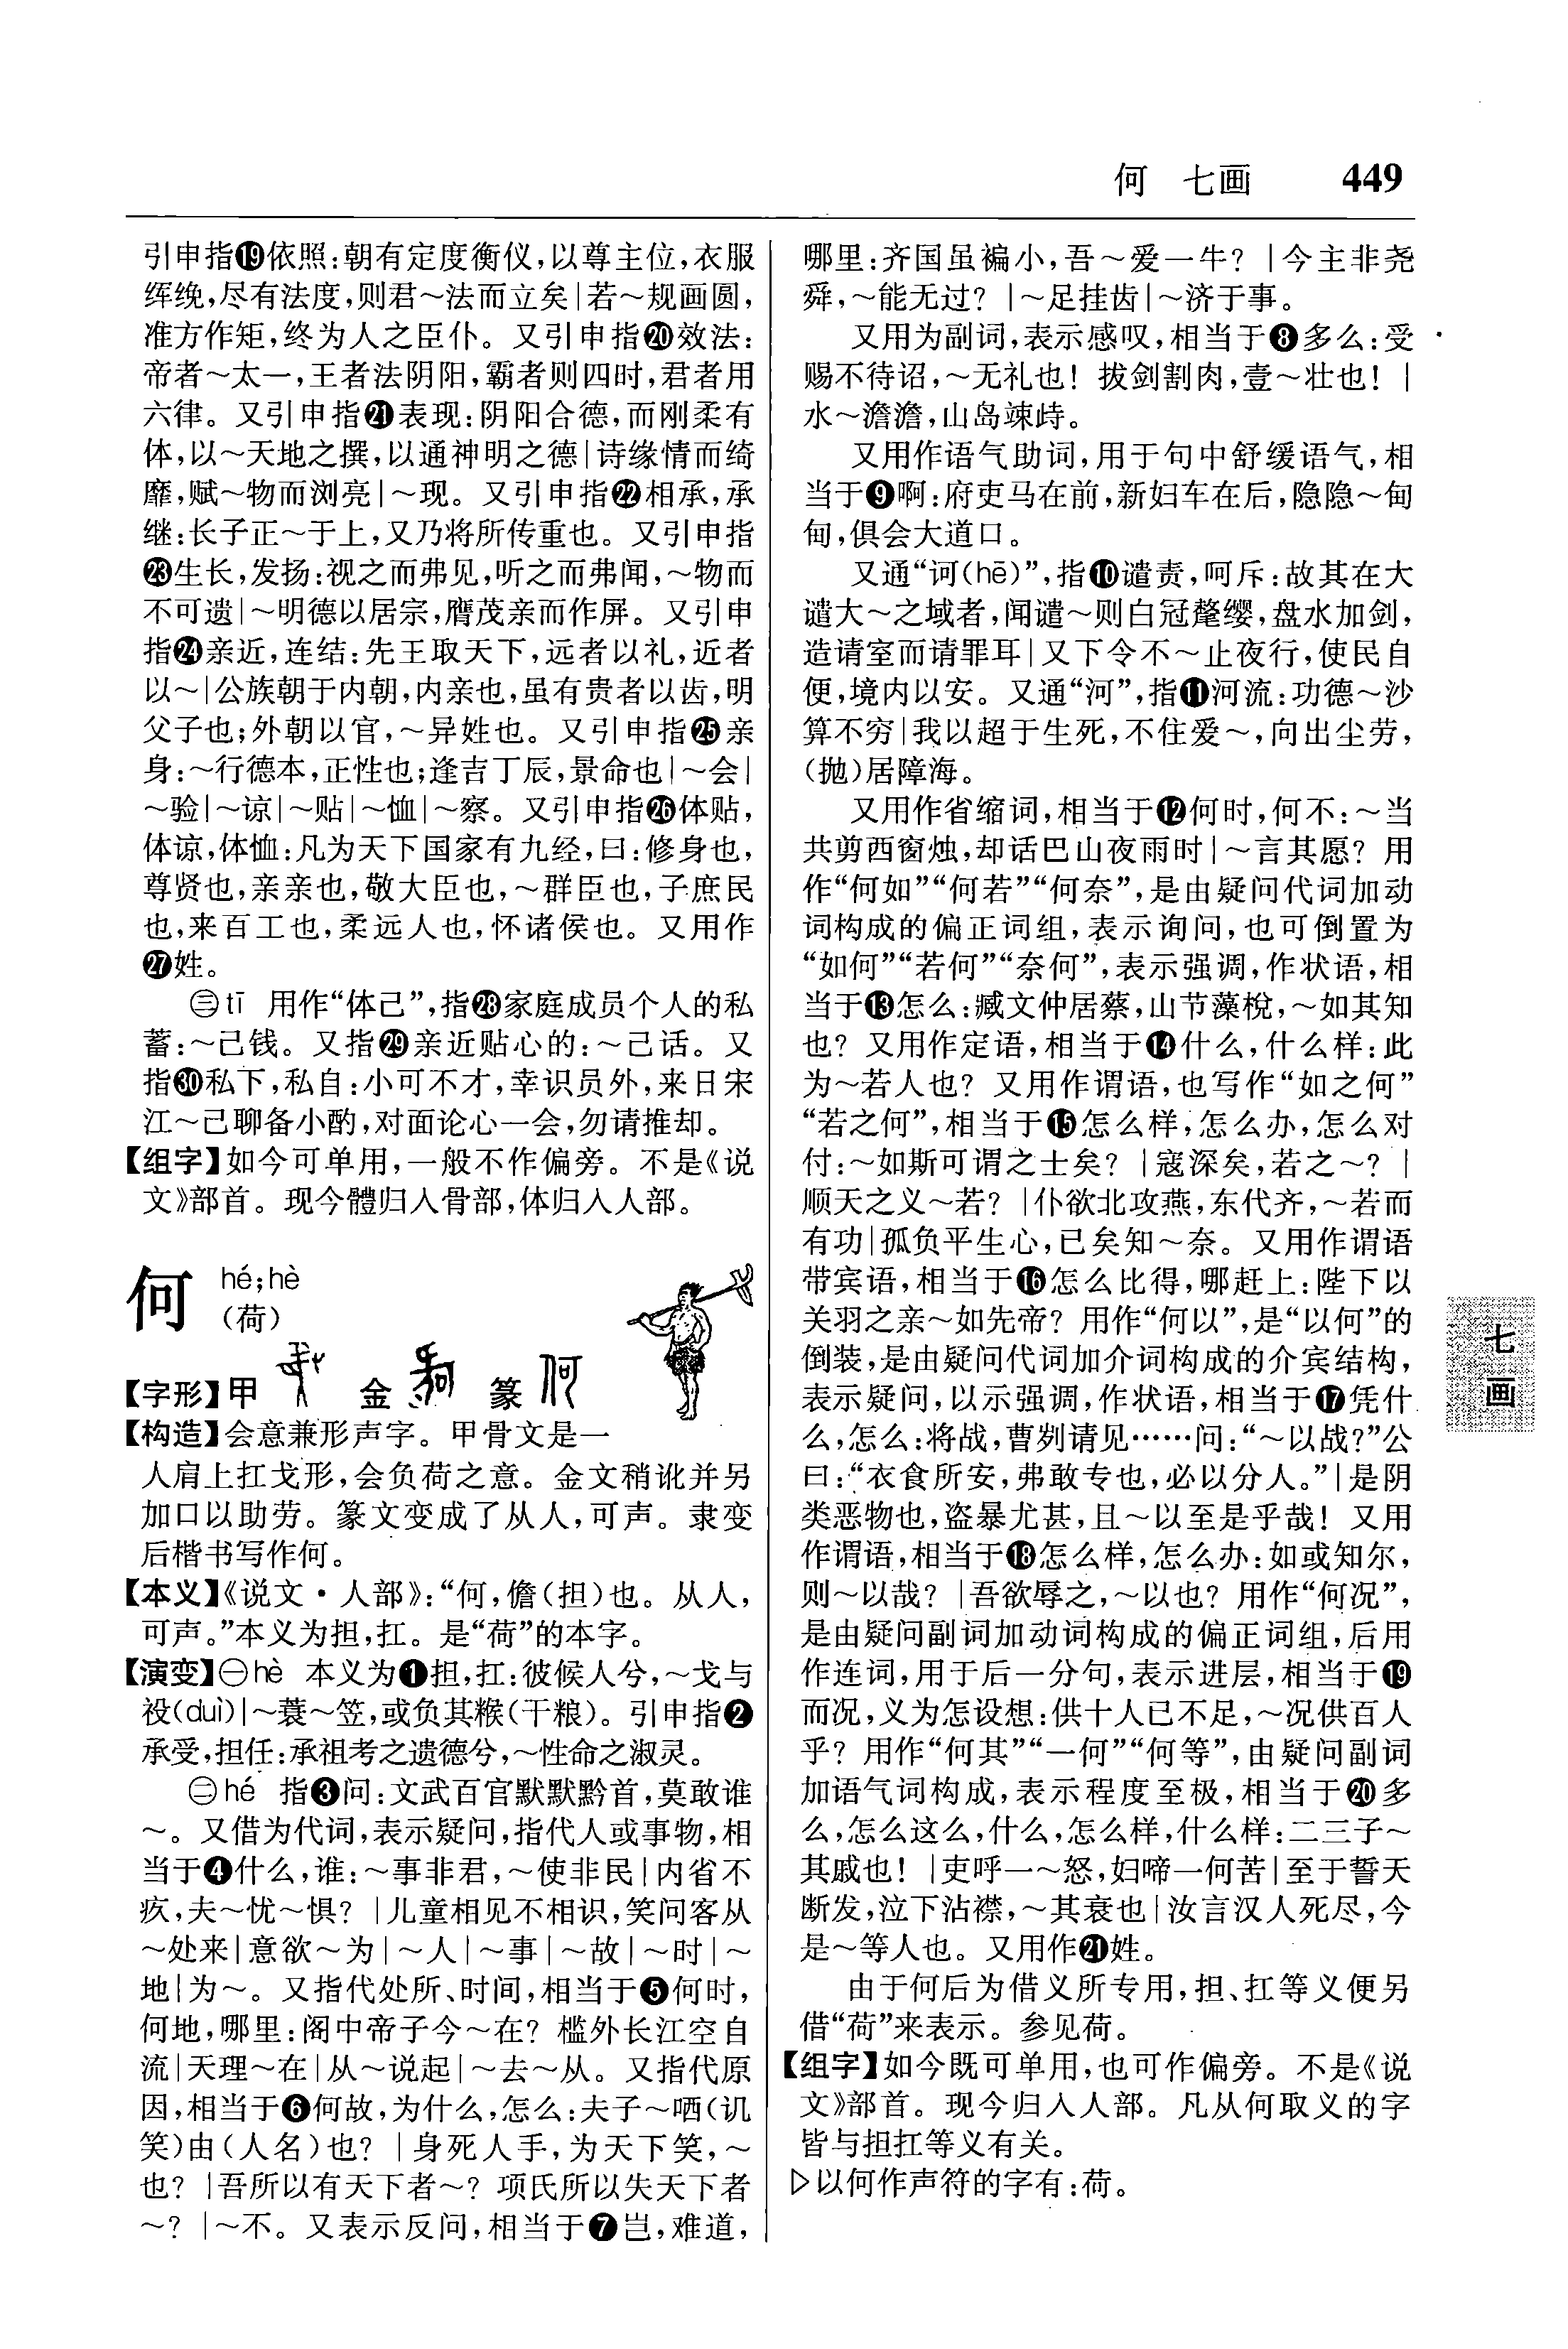 何　七画　449
引申指⓳依照:朝有定度衡仪,以尊主位,衣服
𬘓绕,尽有法度,则君～法而立矣|若～规画圆,
准方作矩,终为人之臣仆。又引申指⓴效法:
帝者～太一,王者法阴阳,霸者则四时,君者用
六律。又引申指㉑表现:阴阳合德,而刚柔有
体,以～天地之撰,以通神明之德|诗缘情而绮
靡,赋～物而浏亮|～现。又引申指㉒相承,承
继:长子正～于上,又乃将所传重也。又引申指
㉓生长,发扬:视之而弗见,听之而弗闻,～物而
不可遗|～明德以居宗,膺茂亲而作屏。又引申
指㉔亲近,连结:先王取天下,远者以礼,近者
以～|公族朝于内朝,内亲也,虽有贵者以齿,明
父子也;外朝以官,～异姓也。又引申指㉕亲
身:～行德本,正性也;逢吉丁辰,景命也|～会|
～验|～谅|～贴|～恤|～察。又引申指㉖体贴,
体谅,体恤:凡为天下国家有九经,曰:修身也,
尊贤也,亲亲也,敬大臣也,～群臣也,子庶民
也,来百工也,柔远人也,怀诸侯也。又用作
㉗姓。
㊂tī　用作“体己”,指㉘家庭成员个人的私
蓄:～己钱。又指㉙亲近贴心的:～己话。又
指㉚私下,私自:小可不才,幸识员外,来日宋
江～己聊备小酌,对面论心一会,勿请推却。
【组字】如今可单用,一般不作偏旁。不是《说
文》部首。现今體归入骨部,体归入人部。
何　hé;hè
（荷）
【字形】甲　金　篆
【构造】会意兼形声字。甲骨文是一
人肩上扛戈形,会负荷之意。金文稍讹并另
加口以助劳。篆文变成了从人,可声。隶变
后楷书写作何。
【本义】《说文·人部》:“何,儋(担)也。从人,
可声。”本义为担,扛。是“荷”的本字。
【演变】㊀hè　本义为❶担,扛:彼候人兮,～戈与
祋(duì)|～蓑～笠,或负其糇(干粮)。引申指❷
承受,担任:承祖考之遗德兮,～性命之淑灵。
㊁hé　指❸问:文武百官默默黔首,莫敢谁
～。又借为代词,表示疑问,指代人或事物,相
当于❹什么,谁:～事非君,～使非民|内省不
疚,夫～忧～惧? |儿童相见不相识,笑问客从
～处来|意欲～为|～人|～事|～故|～时|～
地|为～。又指代处所、时间,相当于❺何时,
何地,哪里:阁中帝子今～在? 槛外长江空自
流|天理～在|从～说起|～去～从。又指代原
因,相当于❻何故,为什么,怎么:夫子～哂(讥
笑)由(人名)也? |身死人手,为天下笑,～
也? |吾所以有天下者～? 项氏所以失天下者
～? |～不。又表示反问,相当于❼岂,难道,
哪里:齐国虽褊小,吾～爱一牛? |今主非尧
舜,～能无过? |～足挂齿|～济于事。
又用为副词,表示感叹,相当于❽多么:受
赐不待诏,～无礼也! 拔剑割肉,壹～壮也! |
水～澹澹,山岛竦峙。
又用作语气助词,用于句中舒缓语气,相
当于❾啊:府吏马在前,新妇车在后,隐隐～甸
甸,俱会大道口。
又通“诃(hē)”,指❿谴责,呵斥:故其在大
谴大～之域者,闻谴～则白冠氂缨,盘水加剑,
造请室而请罪耳|又下令不～止夜行,使民自
便,境内以安。又通“河”,指⓫河流:功德～沙
算不穷|我以超于生死,不住爱～,向出尘劳,
(抛)居障海。
又用作省缩词,相当于⓬何时,何不:～当
共剪西窗烛,却话巴山夜雨时|～言其愿? 用
作“何如”“何若”“何奈”,是由疑问代词加动
词构成的偏正词组,表示询问,也可倒置为
“如何”“若何”“奈何”,表示强调,作状语,相
当于⓭怎么:臧文仲居蔡,山节藻梲,～如其知
也? 又用作定语,相当于⓮什么,什么样:此
为～若人也? 又用作谓语,也写作“如之何”
“若之何”,相当于⓯怎么样,怎么办,怎么对
付:～如斯可谓之士矣? |寇深矣,若之～? |
顺天之义～若? |仆欲北攻燕,东伐齐,～若而
有功|孤负平生心,已矣知～奈。又用作谓语
带宾语,相当于⓰怎么比得,哪赶上:陛下以
关羽之亲～如先帝? 用作“何以”,是“以何”的
倒装,是由疑问代词加介词构成的介宾结构,
表示疑问,以示强调,作状语,相当于⓱凭什
么,怎么:将战,曹刿请见……问:“～以战?”公
曰:“衣食所安,弗敢专也,必以分人。”|是阴
类恶物也,盗暴尤甚,且～以至是乎哉! 又用
作谓语,相当于⓲怎么样,怎么办:如或知尔,
则～以哉? |吾欲辱之,～以也? 用作“何况”,
是由疑问副词加动词构成的偏正词组,后用
作连词,用于后一分句,表示进层,相当于⓳
而况,义为怎设想:供十人已不足,～况供百人
乎? 用作“何其”“一何”“何等”,由疑问副词
加语气词构成,表示程度至极,相当于⓴多
么,怎么这么,什么,怎么样,什么样:二三子～
其戚也! |吏呼一～怒,妇啼一何苦|至于誓天
断发,泣下沾襟,～其衰也|汝言汉人死尽,今
是～等人也。又用作㉑姓。
由于何后为借义所专用,担、扛等义便另
借“荷”来表示。参见荷。
【组字】如今既可单用,也可作偏旁。不是《说
文》部首。现今归入人部。凡从何取义的字
皆与担扛等义有关。
▷以何作声符的字有:荷。
七画